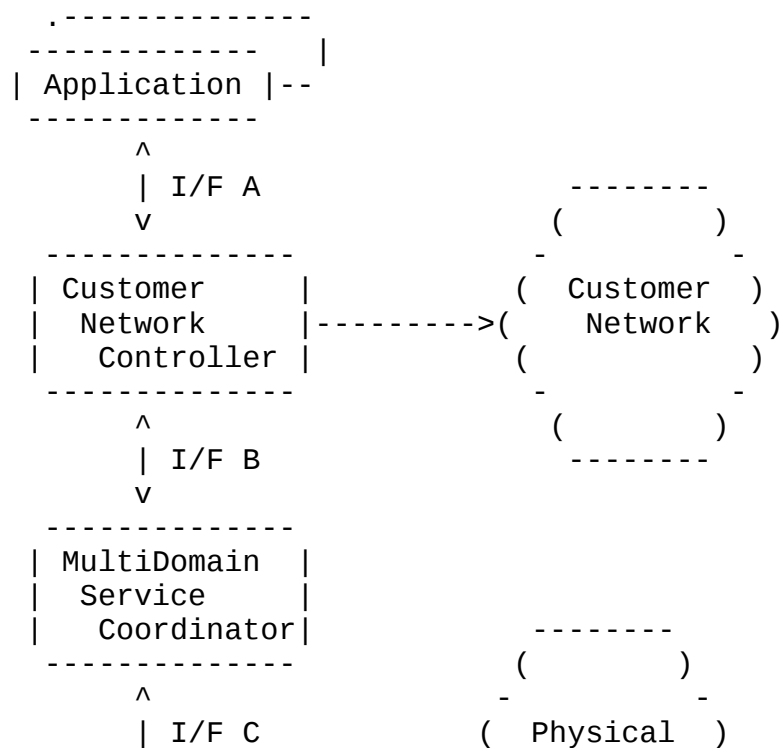 Application
I/F A
Customer
Network
Controller
Customer
Network
I/F B
MultiDomain
Service
Coordinator
I/F C
Physical